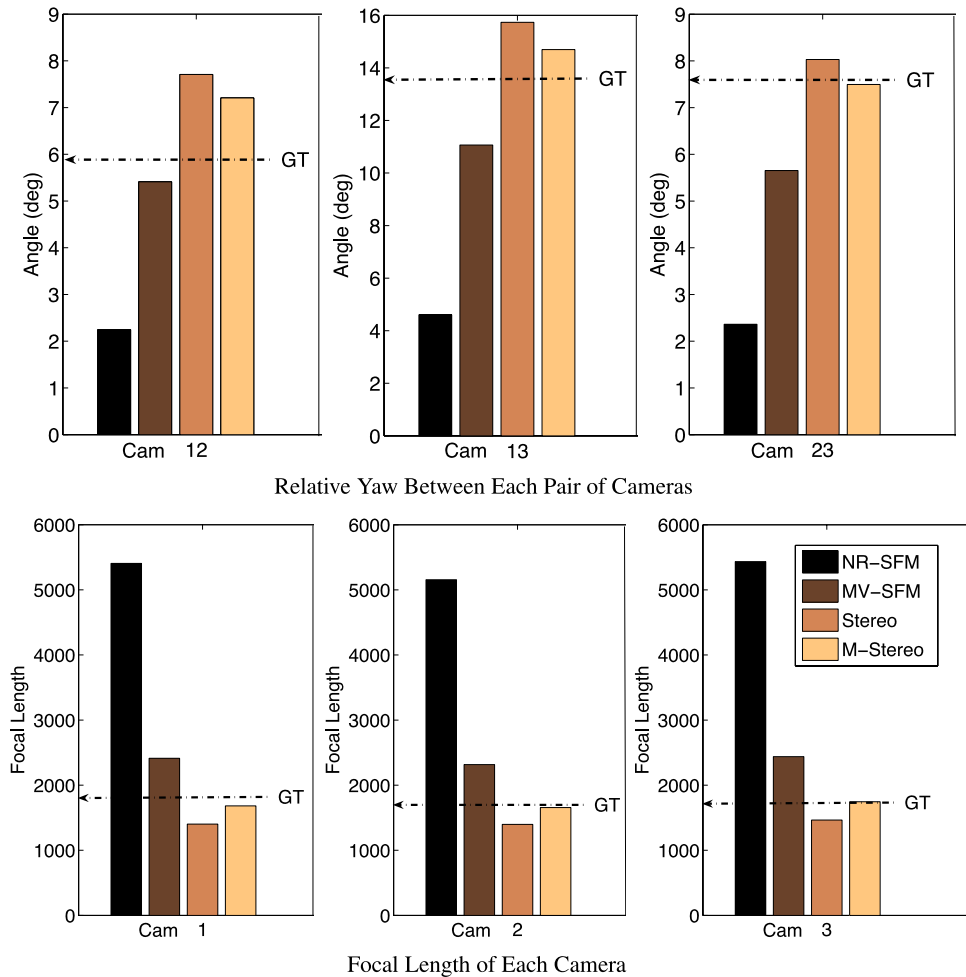 9
8
7
6
5
4
3
2
1
0
Angle (deg)
GT
Cam 12
16
14
12
10
8
6
4
2
0
Angle (deg)
GT
Cam 13
9
8
7
6
5
4
3
2
1
0
Angle (deg)
GT
Cam 23
Relative Yaw Between Each Pair of Cameras
6000
5000
4000
3000
2000
1000
0
Focal Length
GT
Cam 1
6000
5000
4000
3000
2000
1000
0
Focal Length
GT
Cam 2
6000
5000
4000
3000
2000
1000
0
Focal Length
NR-SFM
MV-SFM
Stereo
M-Stereo
GT
Cam 3
Focal Length of Each Camera